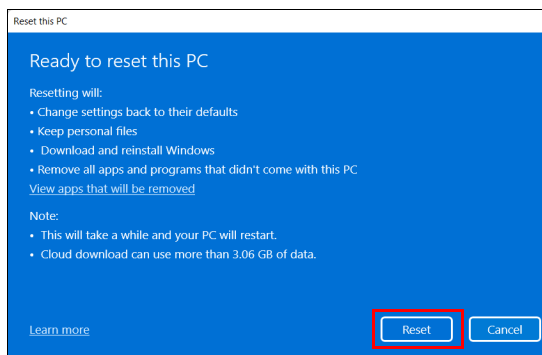 Reset this PC
Ready to reset this PC
Resetting will:
• Change settings back to their defaults
• Keep personal files
• Download and reinstall Windows
• Remove all apps and programs that didn't come with this PC
View apps that will be removed
Note:
• This will take a while and your PC will restart.
• Cloud download can use more than 3.06 GB of data.
Learn more
Reset
Cancel